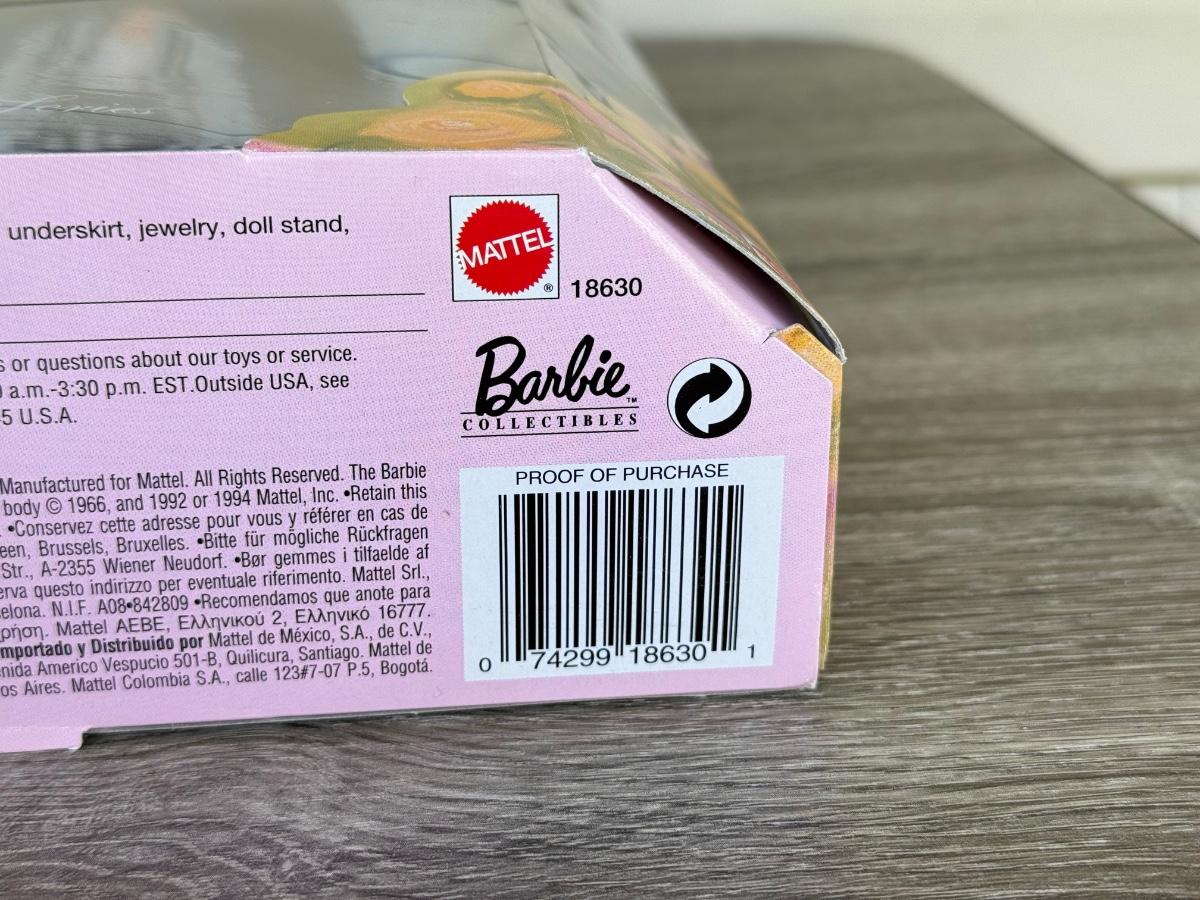 Series
underskirt, jewelry, doll stand,
MATTEL
®
18630
s or questions about our toys or service.
a.m.-3:30 p.m. EST.Outside USA, see
5 U.S.A.
Barbie
™
COLLECTIBLES
Manufactured for Mattel. All Rights Reserved. The Barbie
body © 1966, and 1992 or 1994 Mattel, Inc. •Retain this
. •Conservez cette adresse pour vous y référer en cas de
een, Brussels, Bruxelles. •Bitte für mögliche Rückfragen
Str., A-2355 Wiener Neudorf. •Bør gemmes i tilfaelde af
erva questo indirizzo per eventuale riferimento. Mattel Srl.,
elona. N.I.F. A08•842809 •Recomendamos que anote para
ρήση. Mattel AEBE, Ελληνικού 2, Ελληνικό 16777.
mportado y Distribuido por Mattel de México, S.A., de C.V.,
enida Americo Vespucio 501-B, Quilicura, Santiago. Mattel de
os Aires. Mattel Colombia S.A., calle 123#7-07 P.5, Bogotá.
PROOF OF PURCHASE
0 74299 18630 1